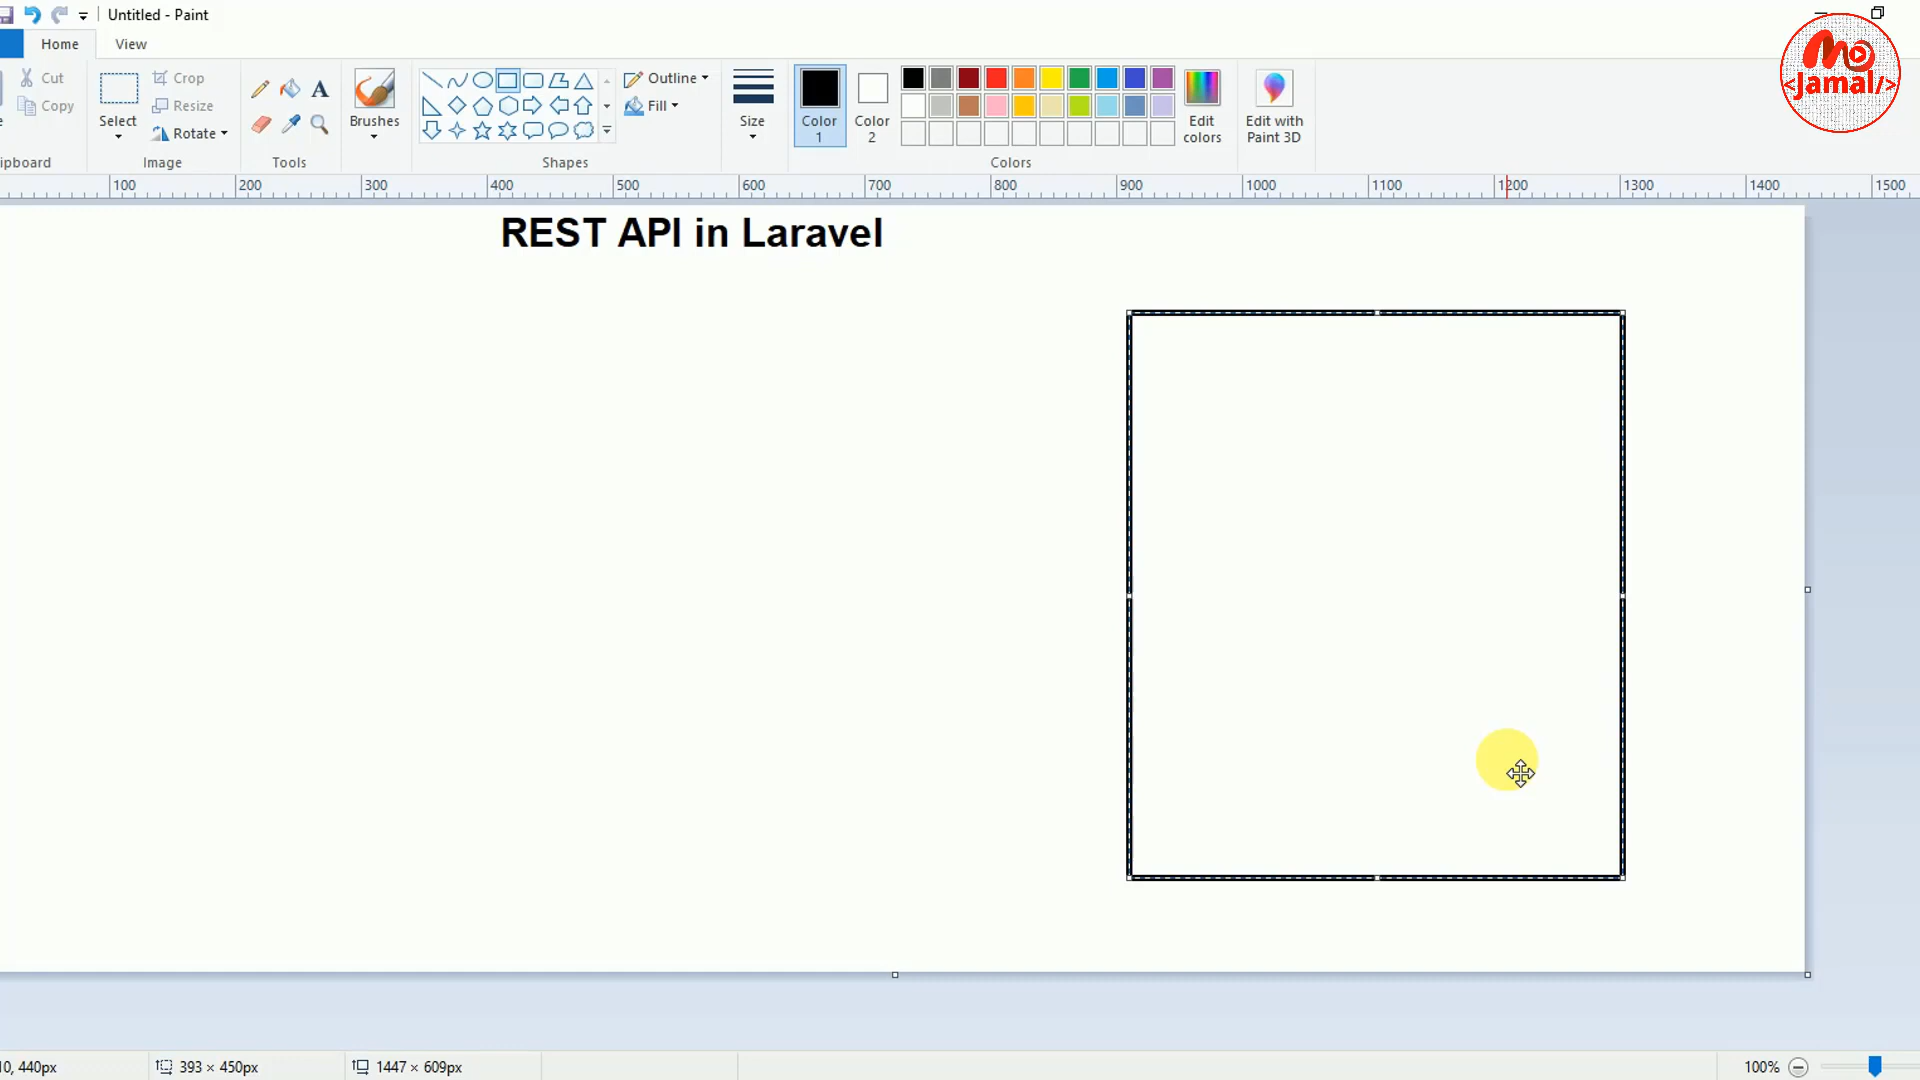 Untitled - Paint
Home View
Cut
Copy
Select
Crop
Resize
Rotate
Brushes
Outline
Fill
Size
Color 1
Color 2
Edit colors
Edit with Paint 3D
ipboard Image Tools Shapes Colors
Mo
<Jamal/>
100 200 300 400 500 600 700 800 900 1000 1100 1200 1300 1400 1500
REST API in Laravel
0, 440px 393 × 450px 1447 × 609px 100%